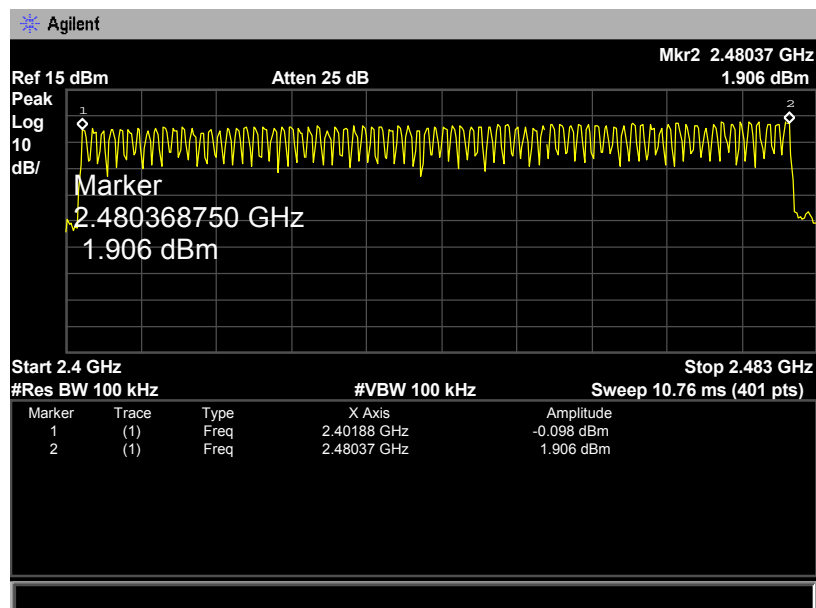 Agilent
Mkr2 2.48037 GHz
Ref 15 dBm Atten 25 dB 1.906 dBm
Peak
Log
10
dB/
1
2
Marker
2.480368750 GHz
1.906 dBm
Start 2.4 GHz Stop 2.483 GHz
#Res BW 100 kHz #VBW 100 kHz Sweep 10.76 ms (401 pts)
Marker Trace Type X Axis Amplitude
1 (1) Freq 2.40188 GHz -0.098 dBm
2 (1) Freq 2.48037 GHz 1.906 dBm